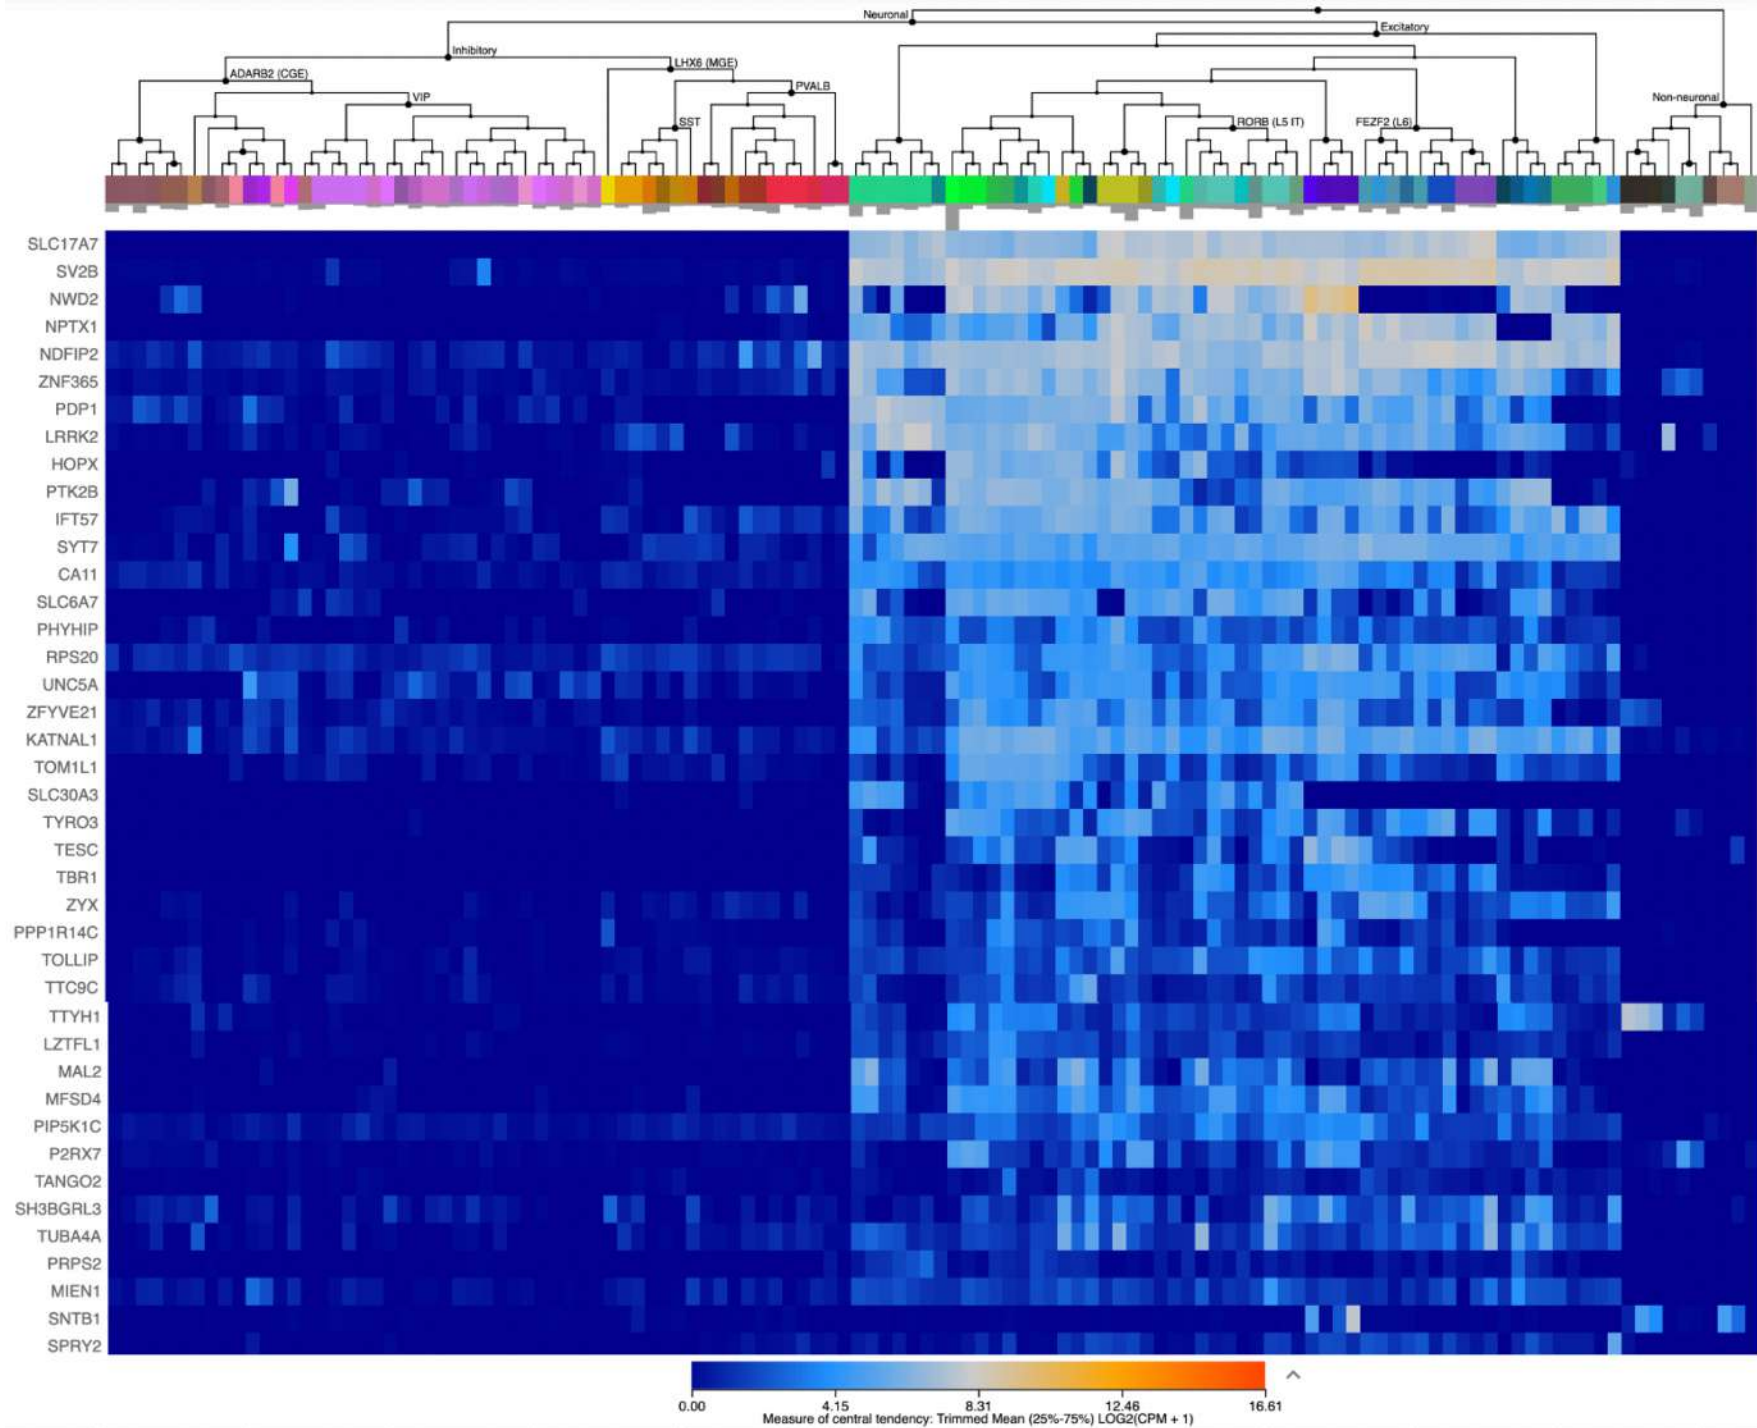 Neuronal
Excitatory
Inhibitory
LHX6 (MGE)
ADARB2 (CGE)
PVALB
VIP
Non-neuronal
SST
RORB (L5 IT)
FEZF2 (L6)
SLC17A7
SV2B
NWD2
NPTX1
NDFIP2
ZNF365
PDP1
LRRK2
HOPX
PTK2B
IFT57
SYT7
CA11
SLC6A7
PHYHIP
RPS20
UNC5A
ZFYVE21
KATNAL1
TOM1L1
SLC30A3
TYRO3
TESC
TBR1
ZYX
PPP1R14C
TOLLIP
TTC9C
TTYH1
LZTFL1
MAL2
MFSD4
PIP5K1C
P2RX7
TANGO2
SH3BGRL3
TUBA4A
PRPS2
MIEN1
SNTB1
SPRY2
0.00 4.15 8.31 12.46 16.61
Measure of central tendency: Trimmed Mean (25%-75%) LOG2(CPM + 1)